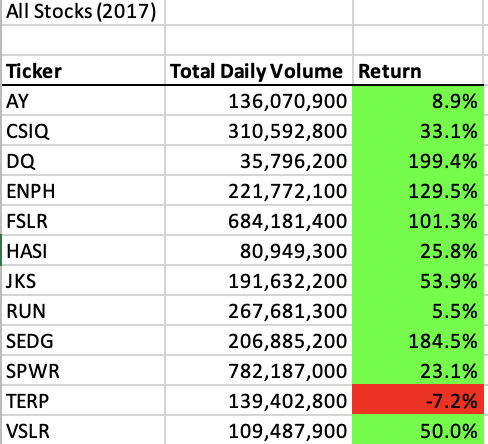 All Stocks (2017)
Ticker Total Daily Volume Return
AY 136,070,900 8.9%
CSIQ 310,592,800 33.1%
DQ 35,796,200 199.4%
ENPH 221,772,100 129.5%
FSLR 684,181,400 101.3%
HASI 80,949,300 25.8%
JKS 191,632,200 53.9%
RUN 267,681,300 5.5%
SEDG 206,885,200 184.5%
SPWR 782,187,000 23.1%
TERP 139,402,800 -7.2%
VSLR 109,487,900 50.0%